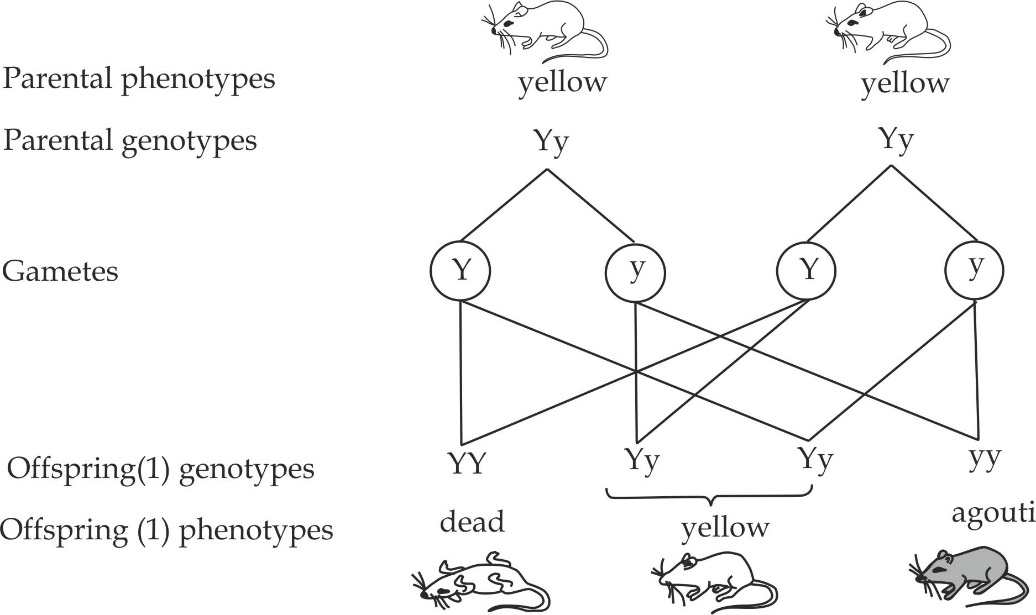 Parental phenotypes yellow yellow
Parental genotypes Yy Yy
Gametes Y y Y y
Offspring(1) genotypes YY Yy Yy yy
Offspring (1) phenotypes dead yellow agouti